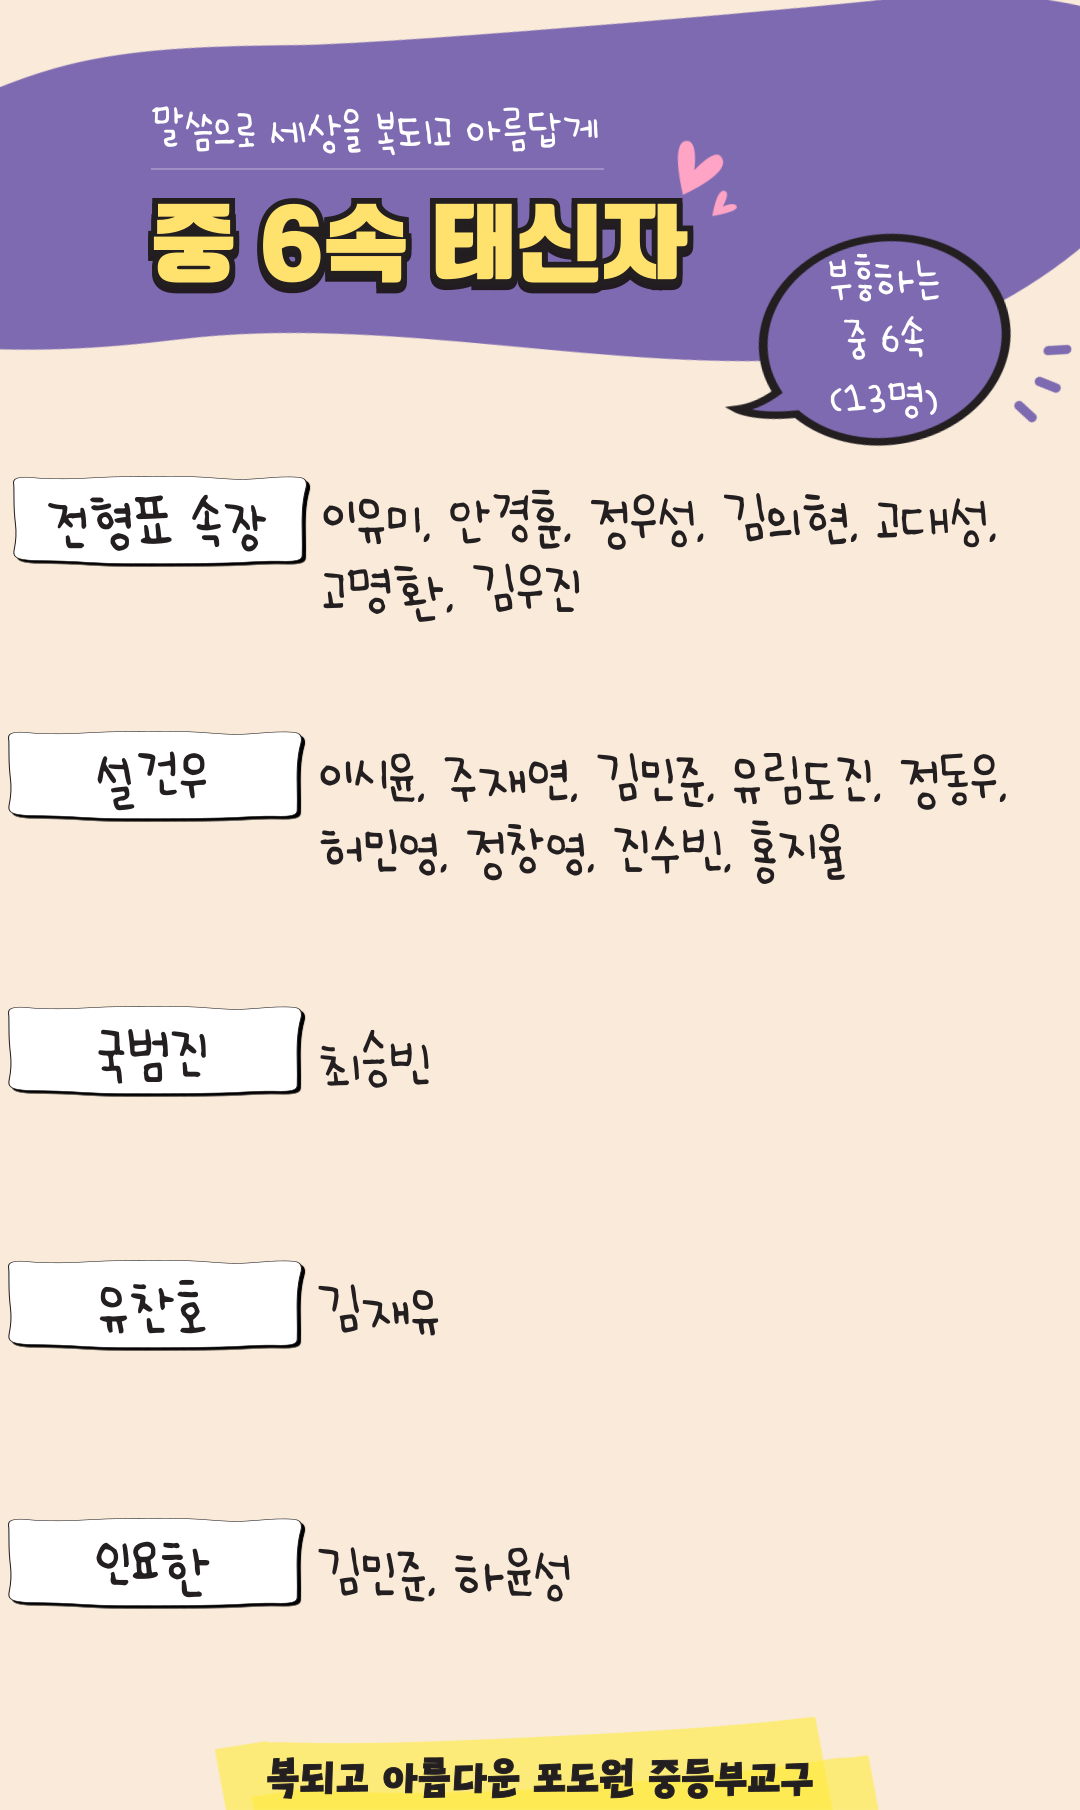 말씀으로 세상을 복되고 아름답게
중 6속 태신자
부흥하는
중 6속
(13명)
전형표 속장
이유미, 안경훈, 정우성, 김의현, 고대성,
고명환, 김우진
설건우
이시윤, 주재연, 김민준, 유림도진, 정동우,
허민영, 정창영, 진수빈, 홍지율
국범진
최승빈
유찬호
김재유
인요한
김민준, 하윤성
복되고 아름다운 포도원 중등부교구